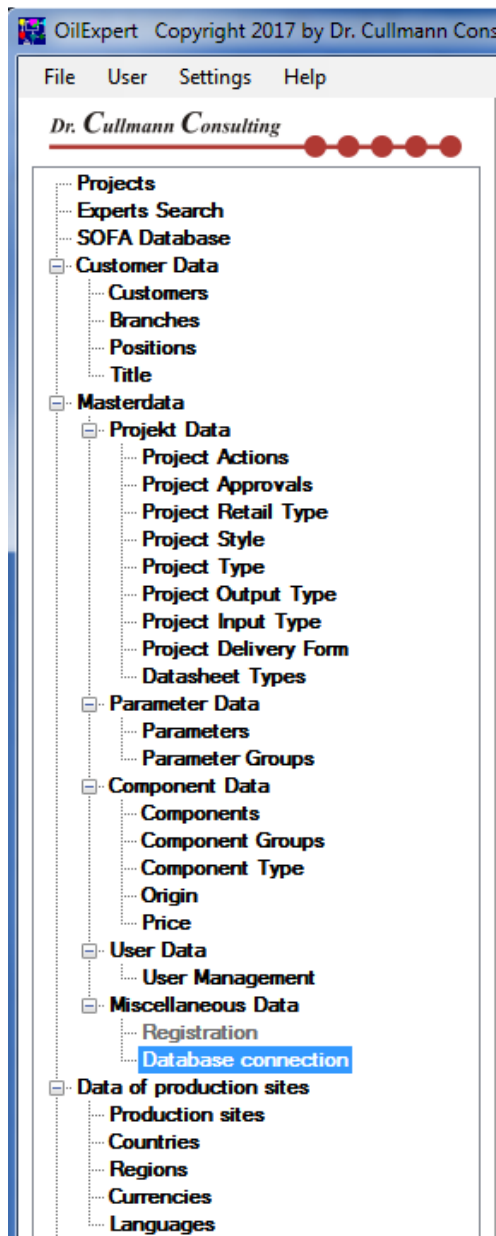 OilExpert Copyright 2017 by Dr. Cullmann Cons
File User Settings Help
Dr. Cullmann Consulting
Projects
Experts Search
SOFA Database
Customer Data
Customers
Branches
Positions
Title
Masterdata
Projekt Data
Project Actions
Project Approvals
Project Retail Type
Project Style
Project Type
Project Output Type
Project Input Type
Project Delivery Form
Datasheet Types
Parameter Data
Parameters
Parameter Groups
Component Data
Components
Component Groups
Component Type
Origin
Price
User Data
User Management
Miscellaneous Data
Registration
Database connection
Data of production sites
Production sites
Countries
Regions
Currencies
Languages